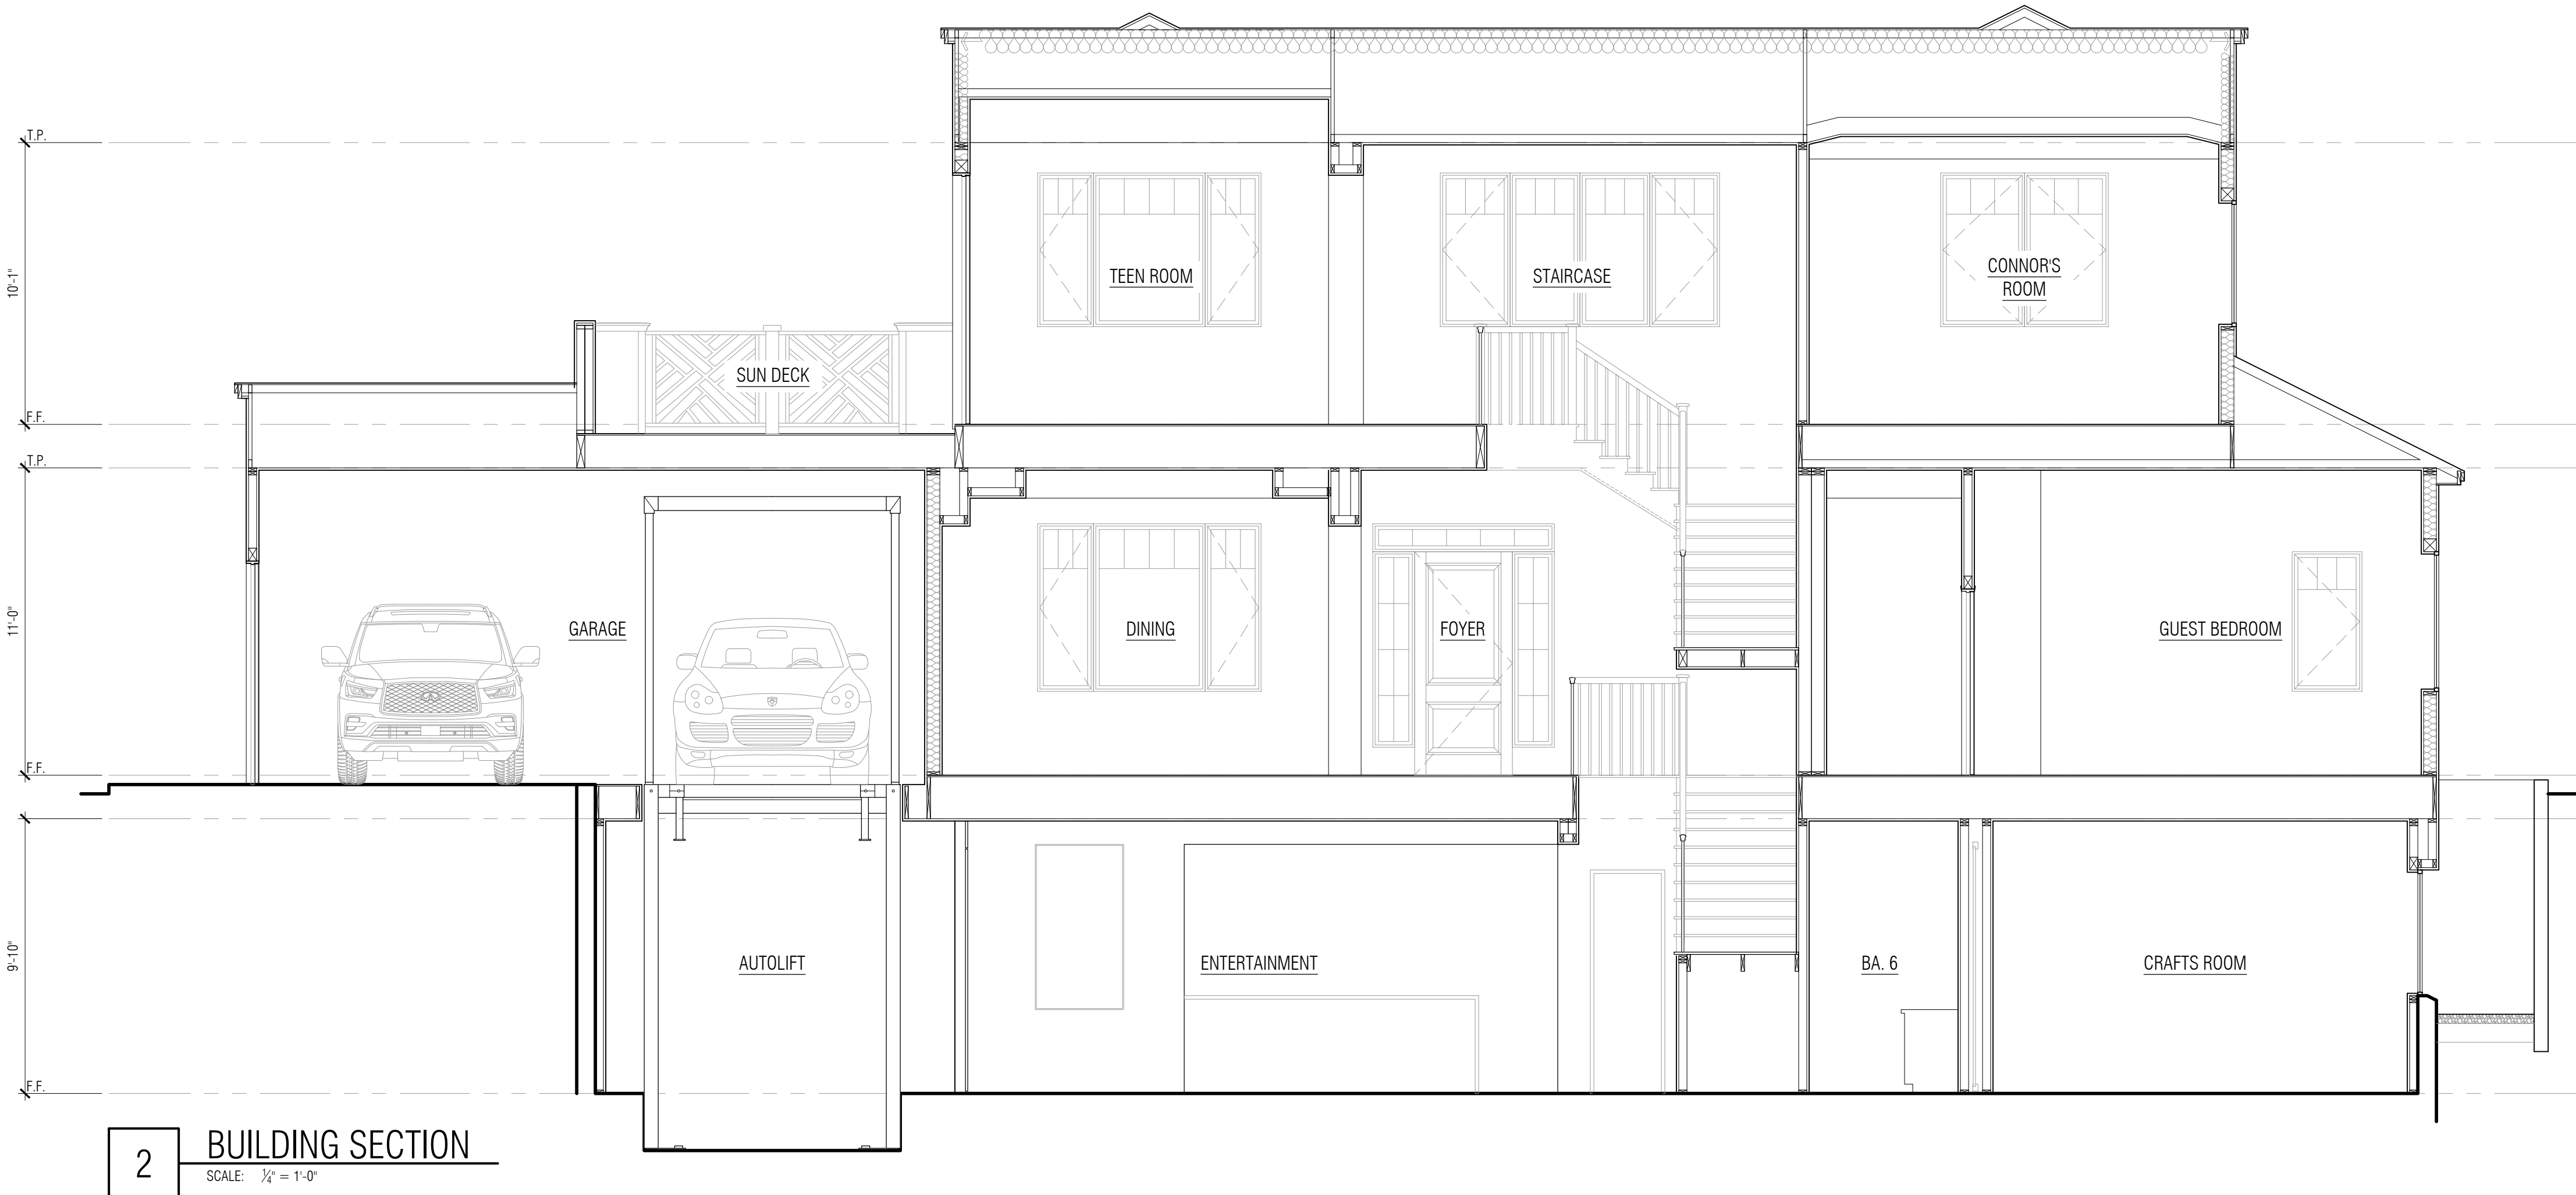 T.P.
10'-1"
TEEN ROOM
STAIRCASE
CONNOR'S
ROOM
SUN DECK
F.F.
T.P.
11'-0"
GARAGE
DINING
FOYER
GUEST BEDROOM
F.F.
9'-10"
AUTOLIFT
ENTERTAINMENT
BA. 6
CRAFTS ROOM
F.F.
2
BUILDING SECTION
SCALE: ¼" = 1'-0"